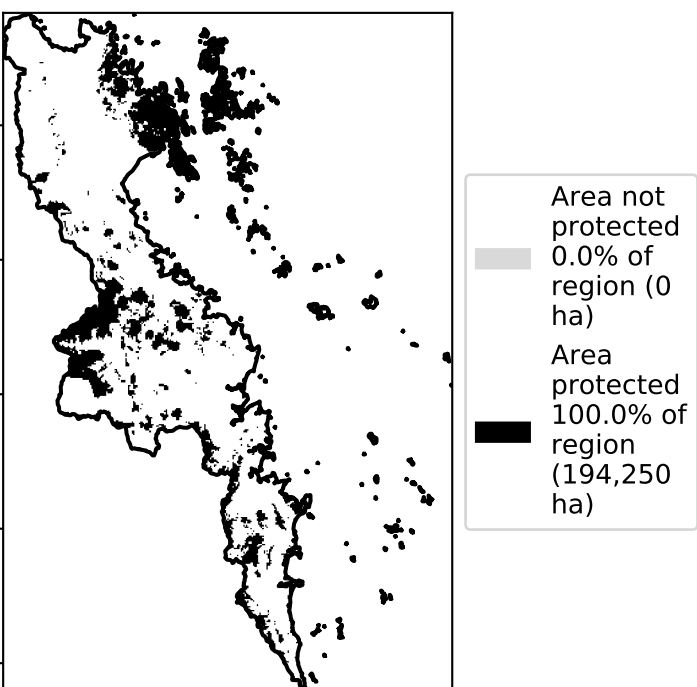 Area not
protected
0.0% of
region (0
ha)
Area
protected
100.0% of
region
(194,250
ha)